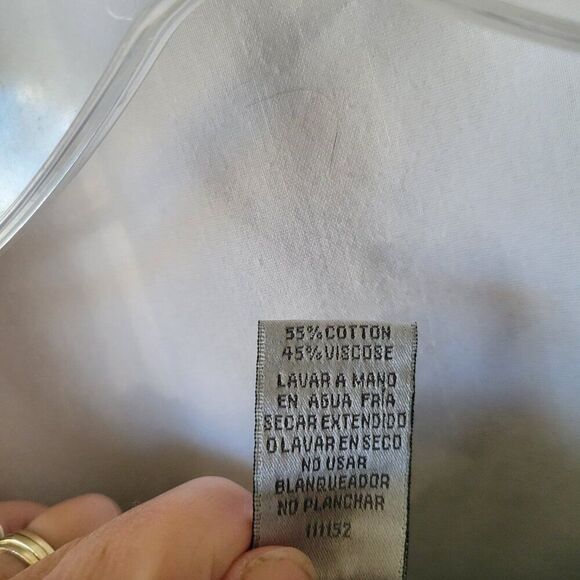 55% COTTON
45% VISCOSE
LAVAR A MANO
EN AGUA FRÍA
SECAR EXTENDIDO
O LAVAR EN SECO
NO USAR
BLANQUEADOR
NO PLANCHAR
111152